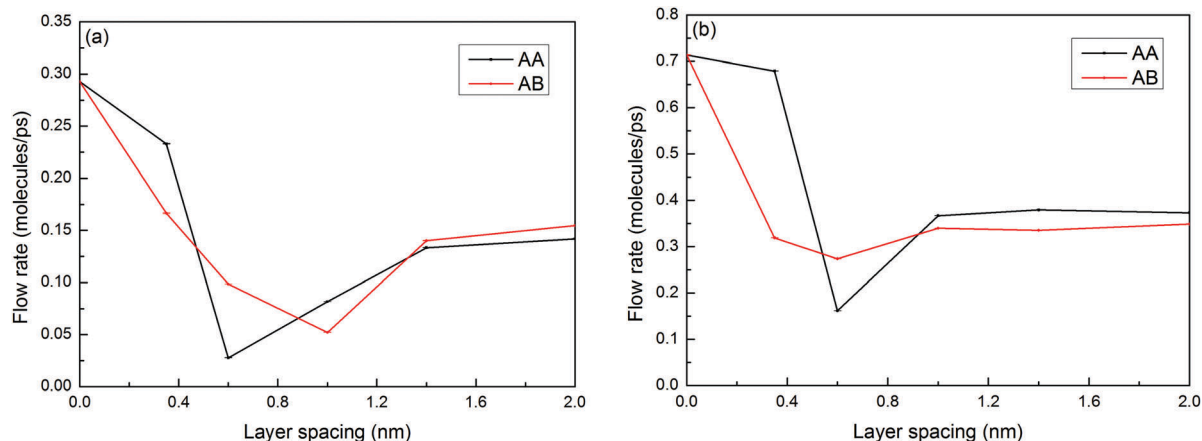 (a)
AA
AB
Flow rate (molecules/ps)
0.35
0.30
0.25
0.20
0.15
0.10
0.05
0.00
0.0 0.4 0.8 1.2 1.6 2.0
Layer spacing (nm)
(b)
AA
AB
Flow rate (molecules/ps)
0.8
0.7
0.6
0.5
0.4
0.3
0.2
0.1
0.0
0.0 0.4 0.8 1.2 1.6 2.0
Layer spacing (nm)